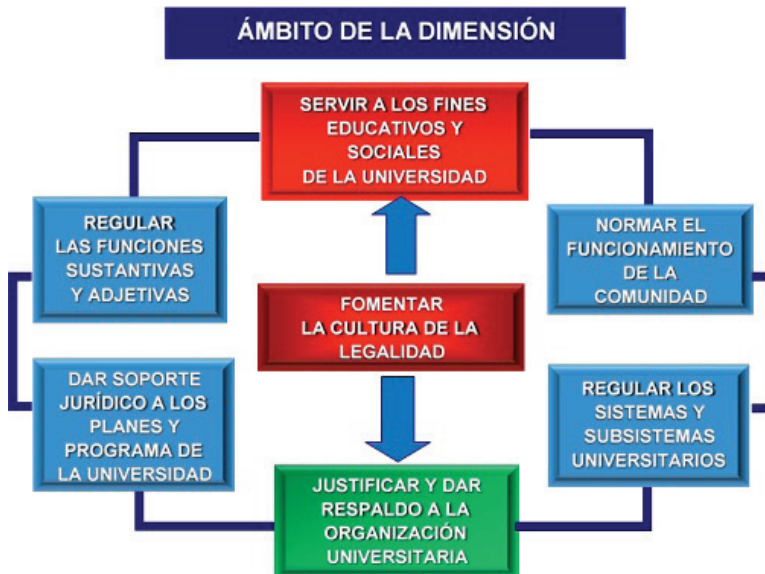 ÁMBITO DE LA DIMENSIÓN
SERVIR A LOS FINES
EDUCATIVOS Y
SOCIALES
DE LA UNIVERSIDAD
REGULAR
LAS FUNCIONES
SUSTANTIVAS
Y ADJETIVAS
NORMAR EL
FUNCIONAMIENTO
DE LA
COMUNIDAD
FOMENTAR
LA CULTURA DE LA
LEGALIDAD
DAR SOPORTE
JURÍDICO A LOS
PLANES Y
PROGRAMA DE
LA UNIVERSIDAD
REGULAR LOS
SISTEMAS Y
SUBSISTEMAS
UNIVERSITARIOS
JUSTIFICAR Y DAR
RESPALDO A LA
ORGANIZACIÓN
UNIVERSITARIA